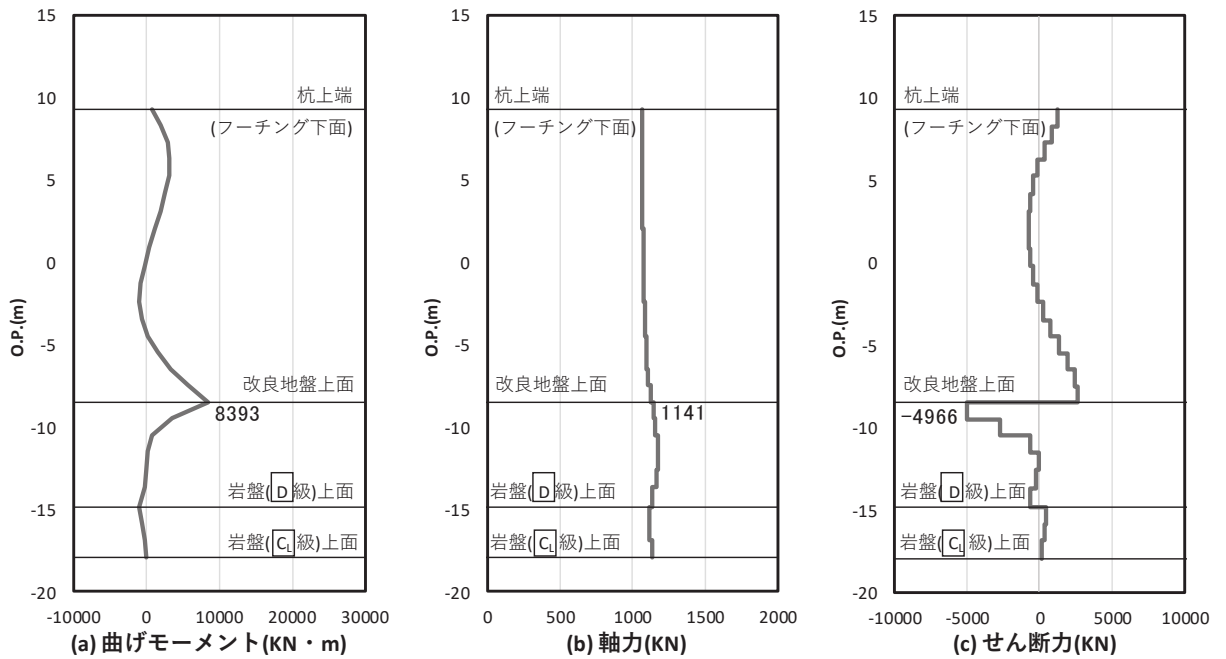 15
10
5
0
-5
-10
-15
-20
O.P.(m)
杭上端
(フーチング下面)
改良地盤上面
8393
岩盤(D級)上面
岩盤(CL級)上面
-10000 0 10000 20000 30000
(a) 曲げモーメント(KN・m)
15
10
5
0
-5
-10
-15
-20
O.P.(m)
杭上端
(フーチング下面)
改良地盤上面
1141
岩盤(D級)上面
岩盤(CL級)上面
0 500 1000 1500 2000
(b) 軸力(KN)
15
10
5
0
-5
-10
-15
-20
O.P.(m)
杭上端
(フーチング下面)
改良地盤上面
-4966
岩盤(D級)上面
岩盤(CL級)上面
-10000 -5000 0 5000 10000
(c) せん断力(KN)